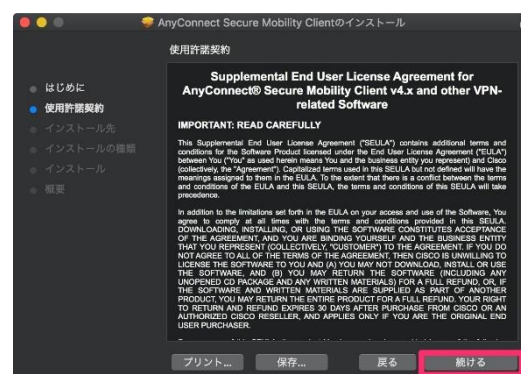 AnyConnect Secure Mobility Clientのインストール
使用許諾契約
はじめに
使用許諾契約
インストール先
インストールの種類
インストール
概要
Supplemental End User License Agreement for
AnyConnect® Secure Mobility Client v4.x and other VPN-
related Software
IMPORTANT: READ CAREFULLY
This Supplemental End User License Agreement ("SEULA") contains additional terms and
conditions for the Software Product licensed under the End User License Agreement ("EULA")
between You ("You" as used herein means You and the business entity you represent) and Cisco
(collectively, the "Agreement"). Capitalized terms used in this SEULA but not defined will have the
meanings assigned to them in the EULA. To the extent that there is a conflict between the terms
and conditions of the EULA and this SEULA, the terms and conditions of this SEULA will take
precedence.
In addition to the limitations set forth in the EULA on your access and use of the Software, You
agree to comply at all times with the terms and conditions provided in this SEULA.
DOWNLOADING, INSTALLING, OR USING THE SOFTWARE CONSTITUTES ACCEPTANCE
OF THE AGREEMENT, AND YOU ARE BINDING YOURSELF AND THE BUSINESS ENTITY
THAT YOU REPRESENT (COLLECTIVELY, "CUSTOMER") TO THE AGREEMENT. IF YOU DO
NOT AGREE TO ALL OF THE TERMS OF THE AGREEMENT, THEN CISCO IS UNWILLING TO
LICENSE THE SOFTWARE TO YOU AND (A) YOU MAY NOT DOWNLOAD, INSTALL OR USE
THE SOFTWARE, AND (B) YOU MAY RETURN THE SOFTWARE (INCLUDING ANY
UNOPENED CD PACKAGE AND ANY WRITTEN MATERIALS) FOR A FULL REFUND, OR, IF
THE SOFTWARE AND WRITTEN MATERIALS ARE SUPPLIED AS PART OF ANOTHER
PRODUCT, YOU MAY RETURN THE ENTIRE PRODUCT FOR A FULL REFUND. YOUR RIGHT
TO RETURN AND REFUND EXPIRES 30 DAYS AFTER PURCHASE FROM CISCO OR AN
AUTHORIZED CISCO RESELLER, AND APPLIES ONLY IF YOU ARE THE ORIGINAL END
USER PURCHASER.
プリント...
保存...
戻る
続ける